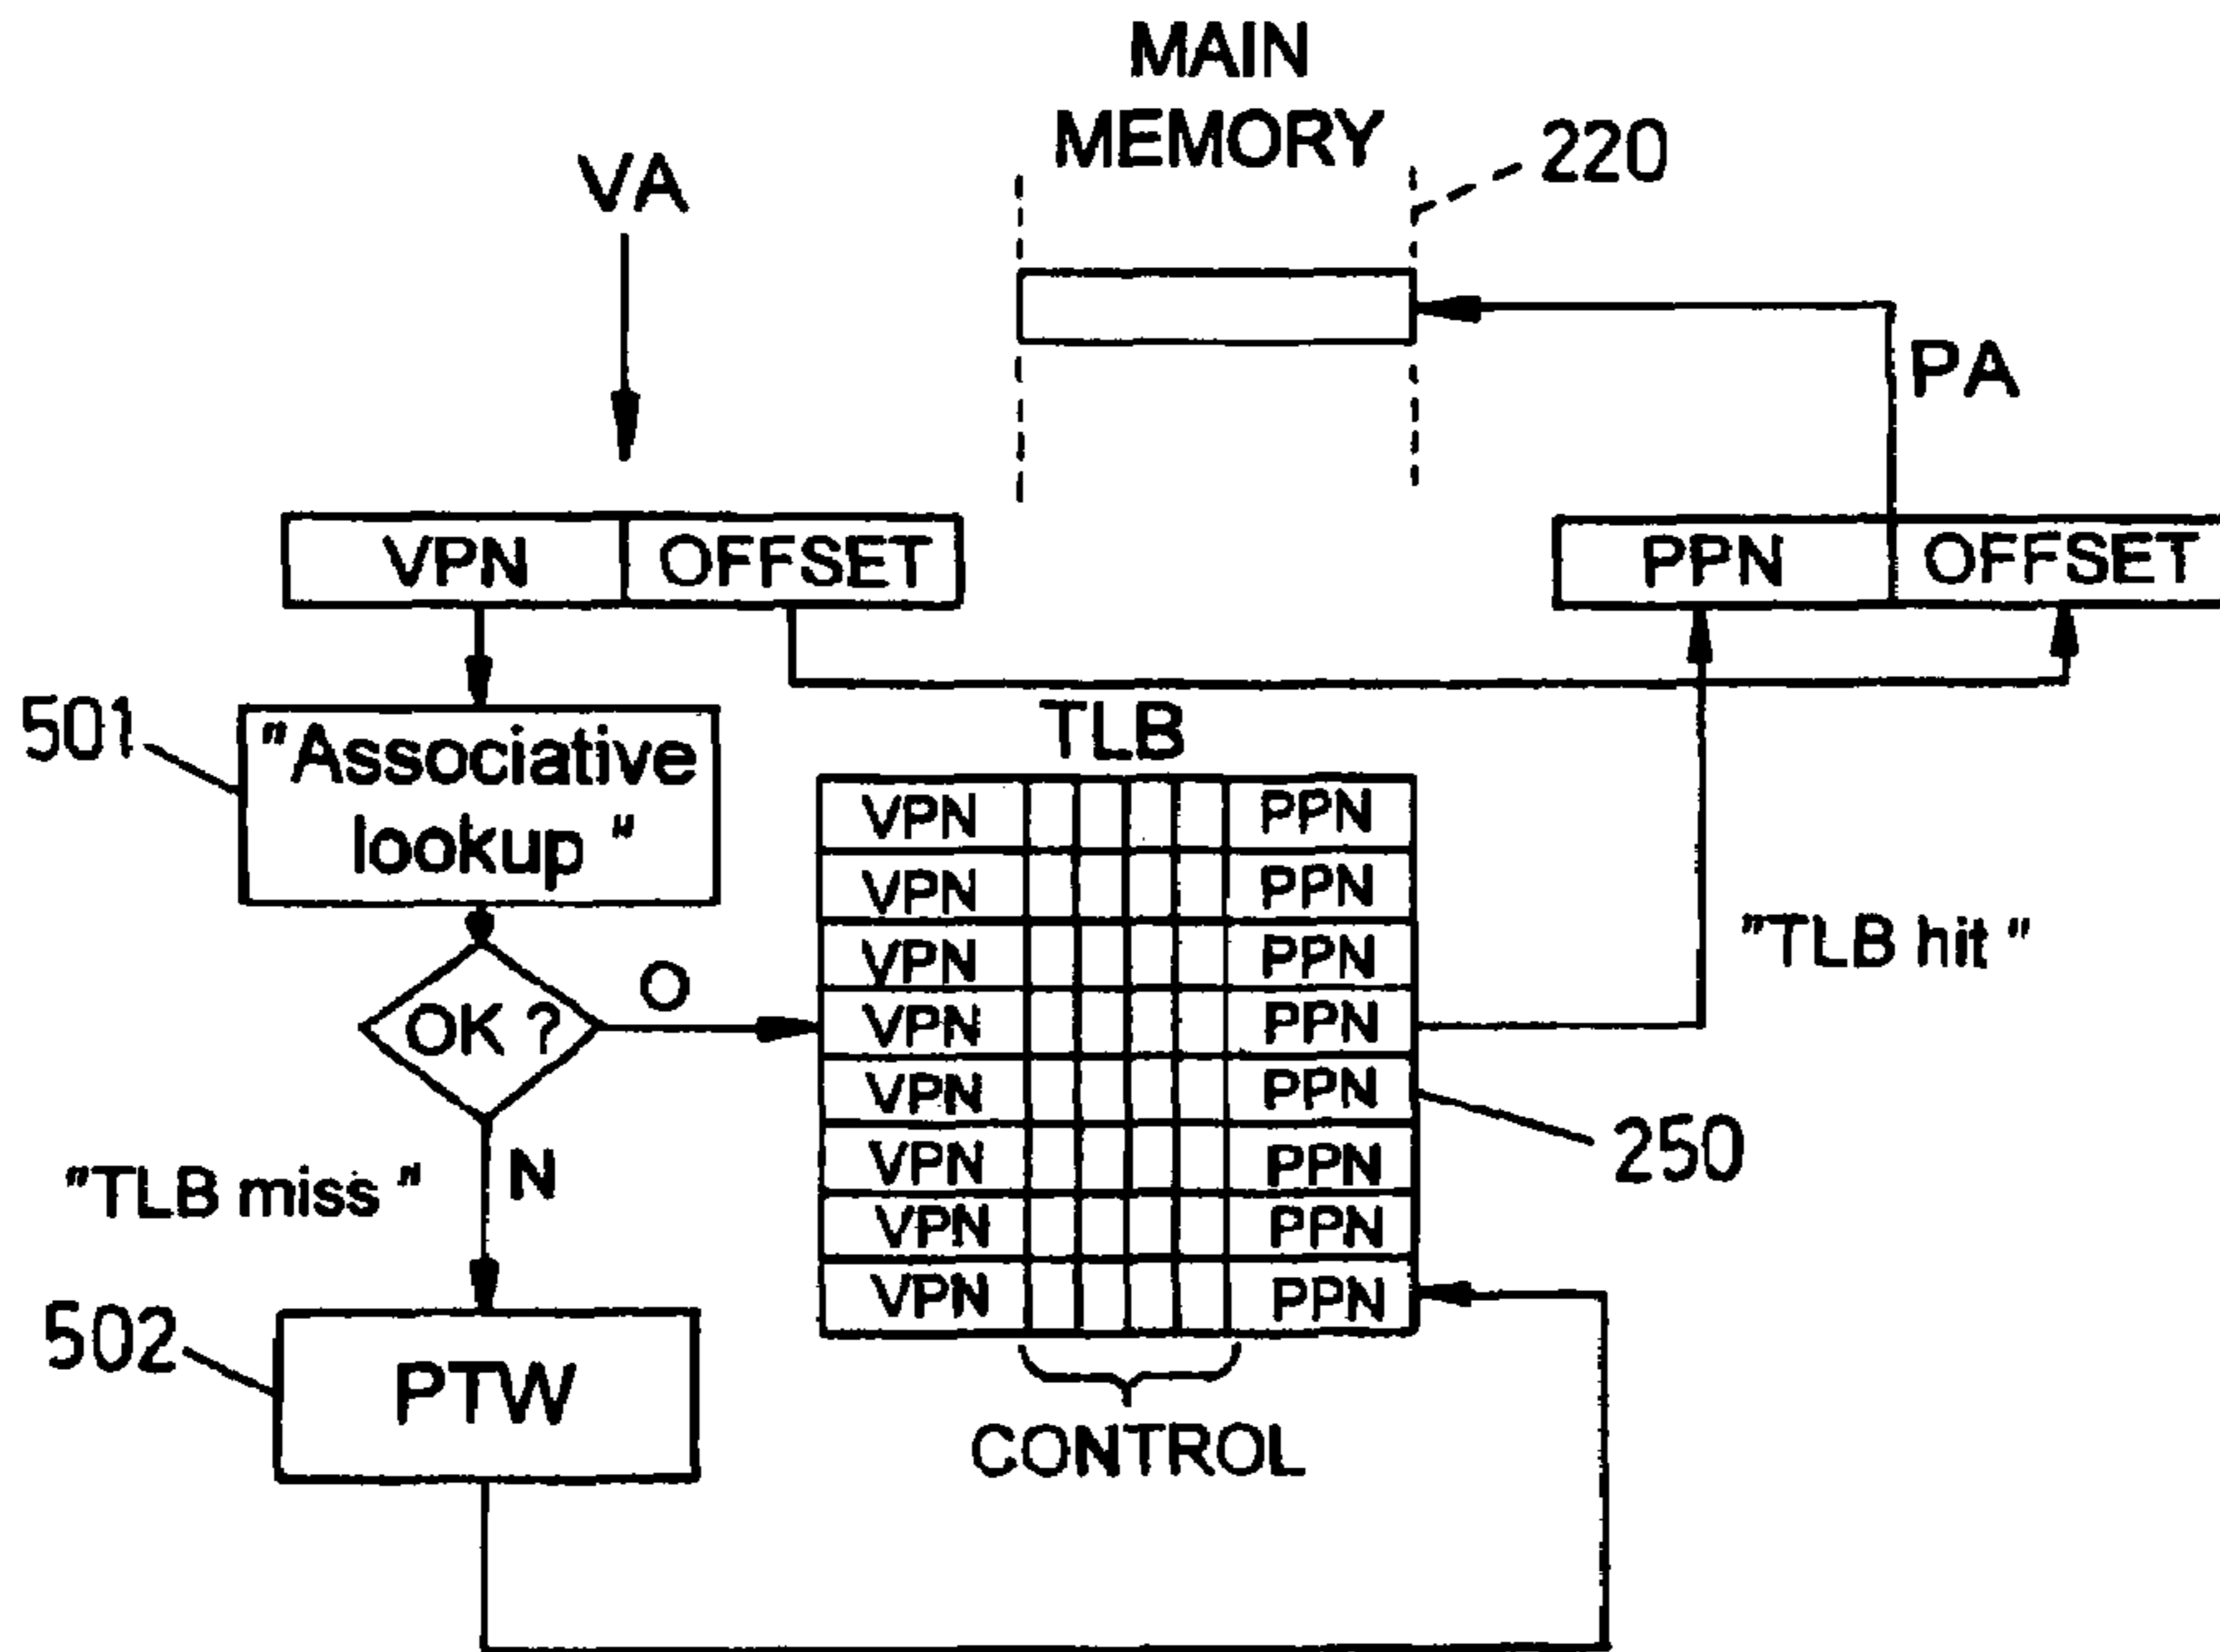 MAIN
MEMORY
220
VA
PA
VPN OFFSET
PPN OFFSET
501
"Associative
lookup"
TLB
VPN PPN
VPN PPN
VPN PPN
VPN PPN
VPN PPN
VPN PPN
VPN PPN
VPN PPN
"TLB hit"
OK ?
O
250
"TLB miss"
N
502
PTW
CONTROL